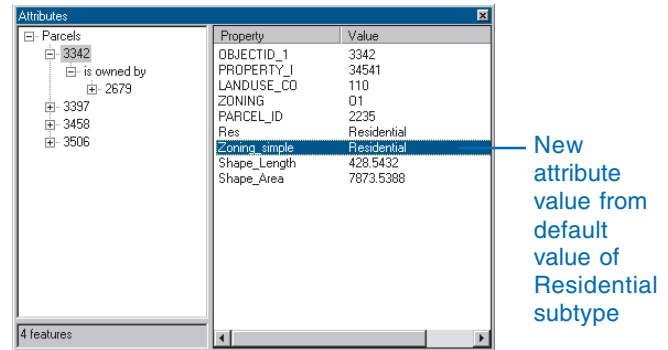 Attributes
Parcels
3342
is owned by
2679
3397
3458
3506
4 features
Property Value
OBJECTID_1 3342
PROPERTY_I 34541
LANDUSE_CO 110
ZONING O1
PARCEL_ID 2235
Res Residential
Zoning_simple Residential
Shape_Length 428.5432
Shape_Area 7873.5388
New
attribute
value from
default
value of
Residential
subtype